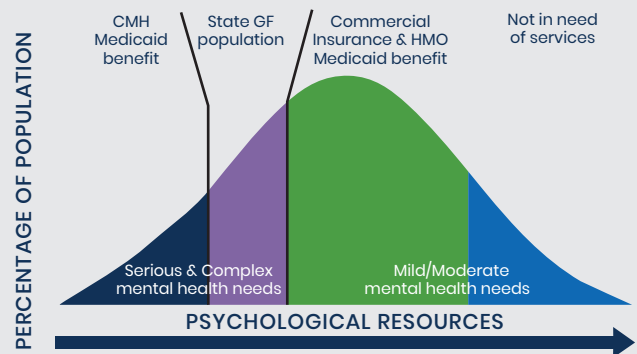 CMH
Medicaid
benefit
State GF
population
Commercial
Insurance & HMO
Medicaid benefit
Not in need
of services
PERCENTAGE OF POPULATION
Serious & Complex
mental health needs
Mild/Moderate
mental health needs
PSYCHOLOGICAL RESOURCES